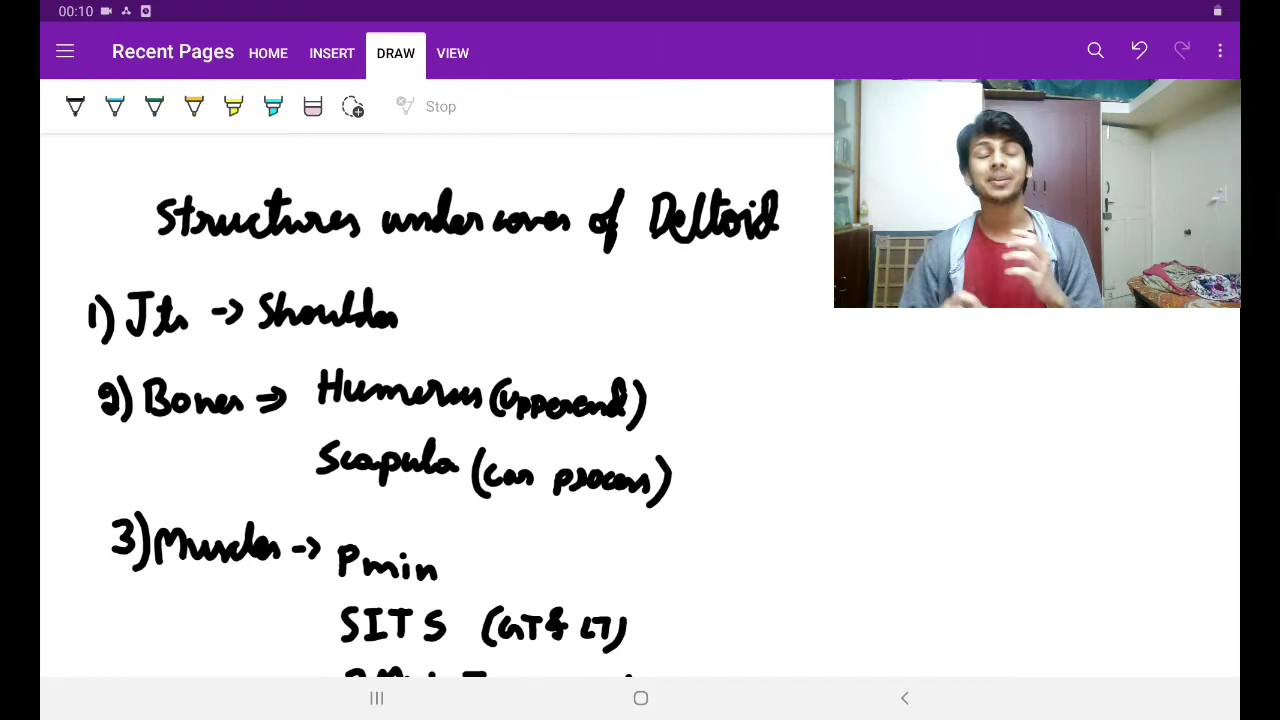 00:10
Recent Pages HOME INSERT DRAW VIEW
Stop
Structures under cover of Deltoid
1) Jts → Shoulder
2) Bones → Humerus (upper end)
Scapula (Cor process)
3) Muscles → Pmin
SITS (GT & LT)